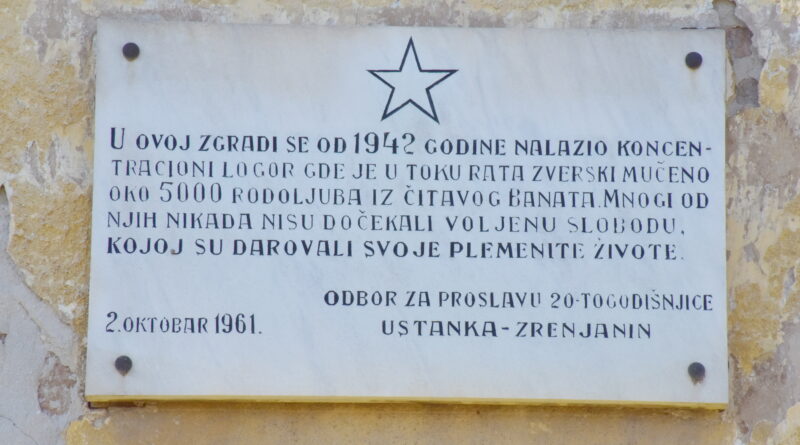 U OVOJ ZGRADI SE OD 1942 GODINE NALAZIO KONCEN-
TRACIONI LOGOR GDE JE U TOKU RATA ZVERSKI MUČENO
OKO 5000 RODOLJUBA IZ ČITAVOG BANATA. MNOGI OD
NJIH NIKADA NISU DOČEKALI VOLJENU SLOBODU,
KOJOJ SU DAROVALI SVOJE PLEMENITE ŽIVOTE.
ODBOR ZA PROSLAVU 20-TOGODIŠNJICE
2. OKTOBAR 1961. USTANKA-ZRENJANIN